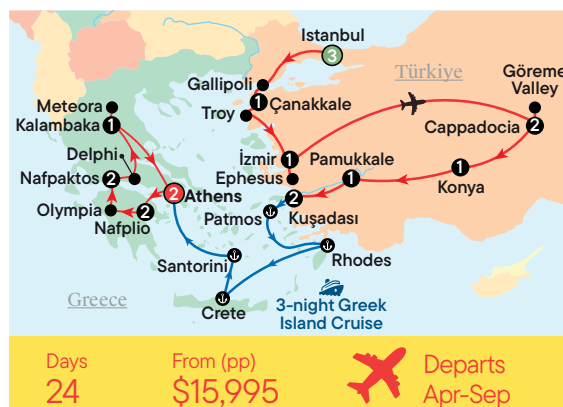 Istanbul
3
Türkiye
Göreme
Valley
Gallipoli
1
Çanakkale
Troy
Meteora
Kalambaka
1
Cappadocia
2
Delphi
İzmir
1
Pamukkale
1
1
Konya
Nafpaktos
2
2
Athens
Ephesus
Olympia
2
Nafplio
Patmos
2
Kuşadası
Santorini
Rhodes
Greece
Crete
3-night Greek
Island Cruise
Days
24
From (pp)
$15,995
Departs
Apr-Sep